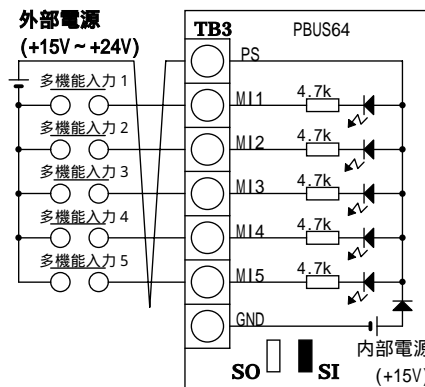 外部電源
(+15V~+24V)
TB3
PBUS64
PS
多機能入力 1
MI1
4.7k
多機能入力 2
MI2
4.7k
多機能入力 3
MI3
4.7k
多機能入力 4
MI4
4.7k
多機能入力 5
MI5
4.7k
GND
内部電源
(+15V)
SO
SI